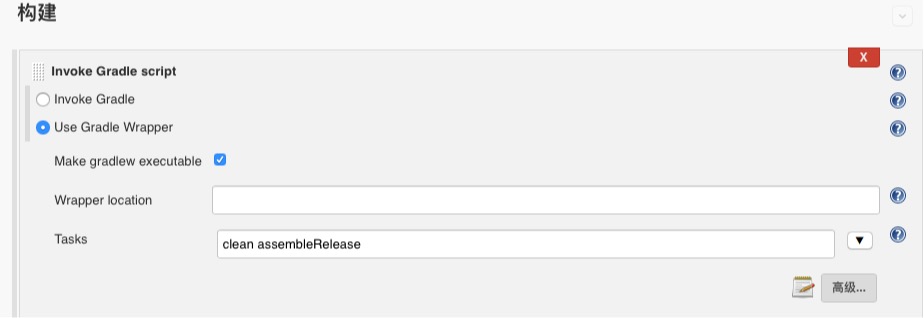 构建
X
Invoke Gradle script
?
Invoke Gradle
?
Use Gradle Wrapper
?
Make gradlew executable
Wrapper location
?
Tasks
clean assembleRelease
?
高级...